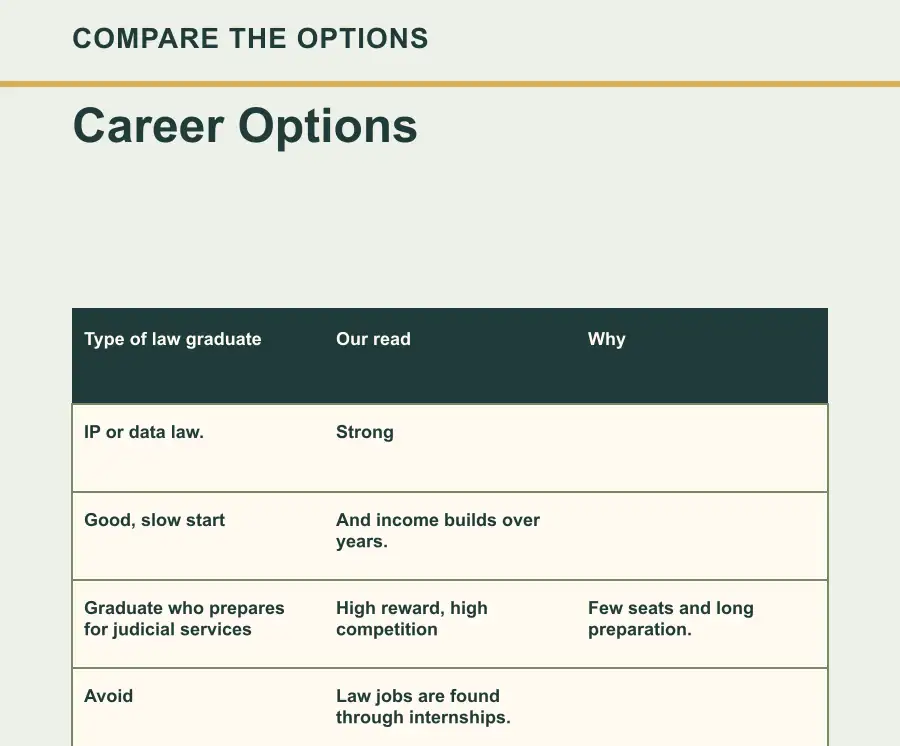 COMPARE THE OPTIONS
Career Options
Type of law graduate Our read Why
IP or data law. Strong
Good, slow start And income builds over
years.
Graduate who prepares High reward, high Few seats and long
for judicial services competition preparation.
Avoid Law jobs are found
through internships.